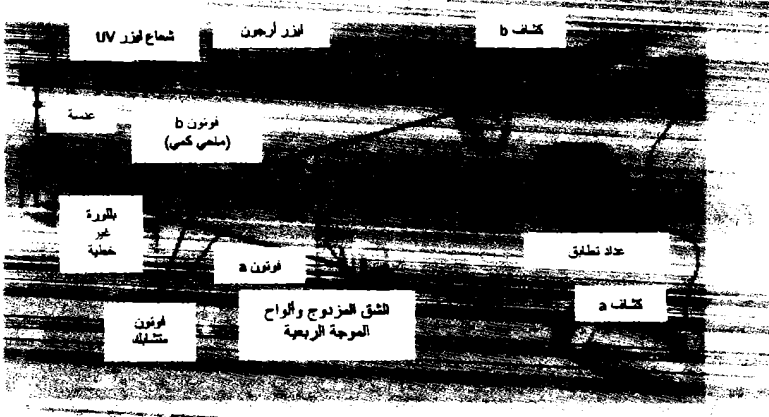 شعاع ليزر UV
ليزر أرجون
كشاف b
عدسة
فوتون b
(منحي كمي)
بللورة
غير
خطية
فوتون a
عداد تطابق
كشاف a
فوتون
متشابك
الشق المزدوج وألواح
الموجة الربعية